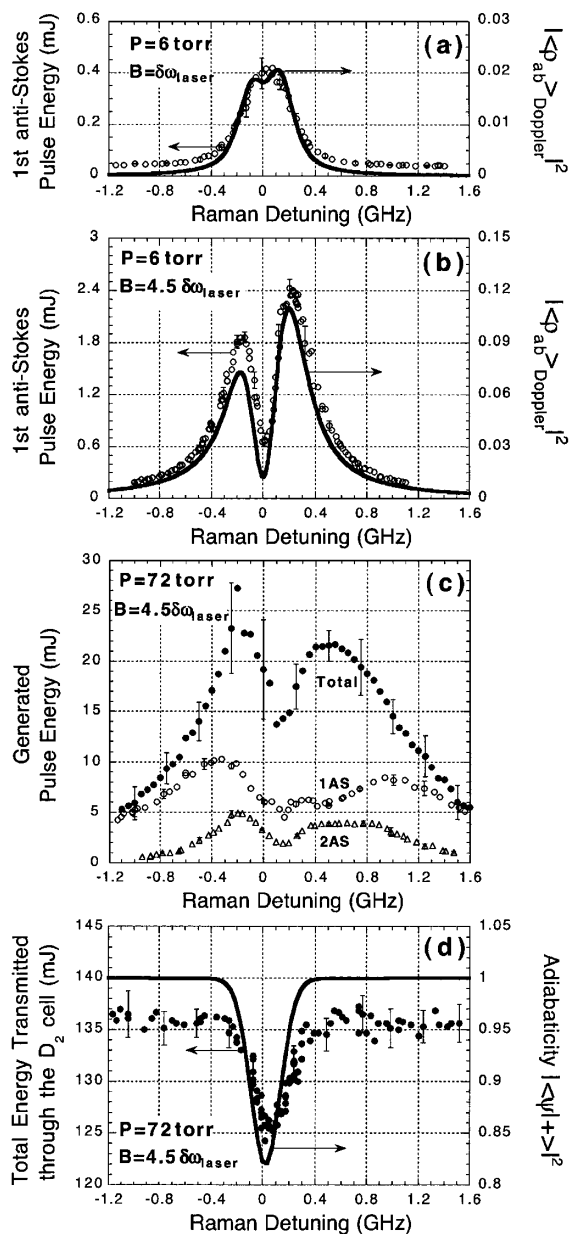 (a)
P=6 torr
B=δω_laser
1st anti-Stokes
Pulse Energy (mJ)
0.6
0.4
0.2
0
0.03
0.02
0.01
0
|<ρ_ab>_Doppler|²
-1.2 -0.8 -0.4 0 0.4 0.8 1.2 1.6
Raman Detuning (GHz)
(b)
P=6 torr
B=4.5 δω_laser
1st anti-Stokes
Pulse Energy (mJ)
3
2.4
1.8
1.2
0.6
0
0.15
0.12
0.09
0.06
0.03
0
|<ρ_ab>_Doppler|²
-1.2 -0.8 -0.4 0 0.4 0.8 1.2 1.6
Raman Detuning (GHz)
(c)
P=72 torr
B=4.5δω_laser
Generated
Pulse Energy (mJ)
30
25
20
15
10
5
0
Total
1AS
2AS
-1.2 -0.8 -0.4 0 0.4 0.8 1.2 1.6
Raman Detuning (GHz)
(d)
Total Energy Transmitted
through the D₂ cell (mJ)
145
140
135
130
125
120
1.05
1
0.95
0.9
0.85
0.8
Adiabaticity |<ψ|+>|²
P=72 torr
B=4.5 δω_laser
-1.2 -0.8 -0.4 0 0.4 0.8 1.2 1.6
Raman Detuning (GHz)